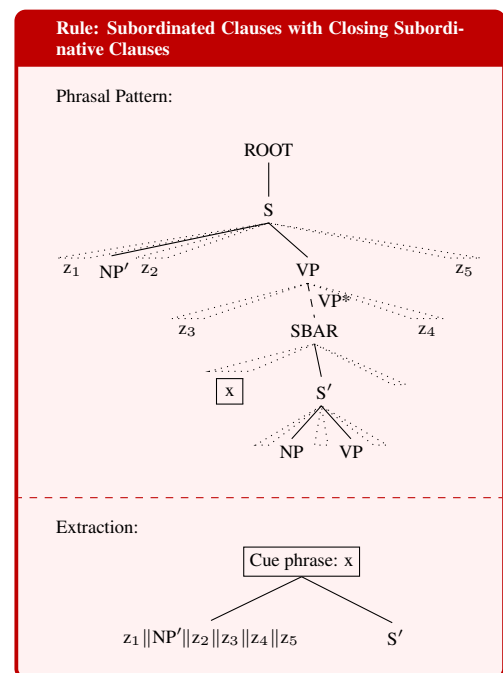 Rule: Subordinated Clauses with Closing Subordi-
native Clauses
Phrasal Pattern:
ROOT
S
z₁ NP′ z₂ VP z₅
VP*
z₃ SBAR z₄
x
S′
NP VP
Extraction:
Cue phrase: x
z₁∥NP′∥z₂∥z₃∥z₄∥z₅ S′